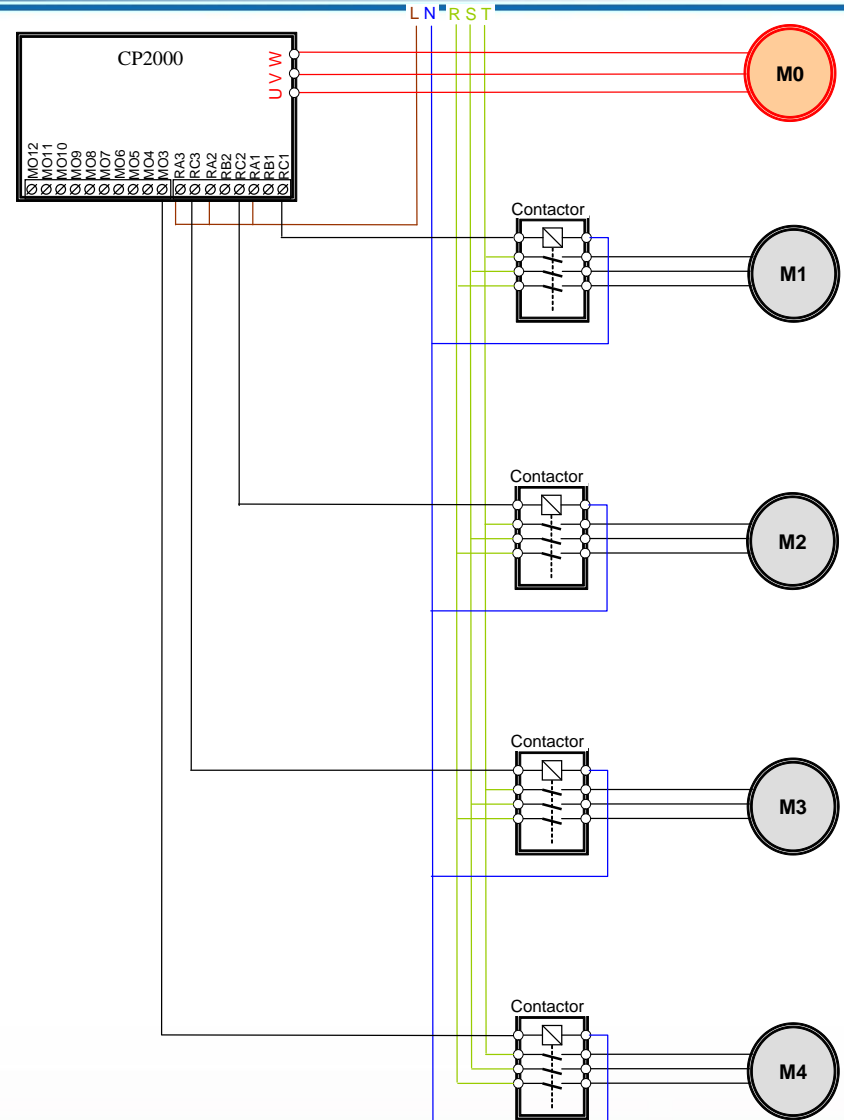 L N R S T
CP2000
U V W
M0
MO12 MO11 MO10 MO9 MO8 MO7 MO6 MO5 MO4 MO3 RA3 RC3 RA2 RB2 RC2 RA1 RB1 RC1
Contactor
M1
Contactor
M2
Contactor
M3
Contactor
M4